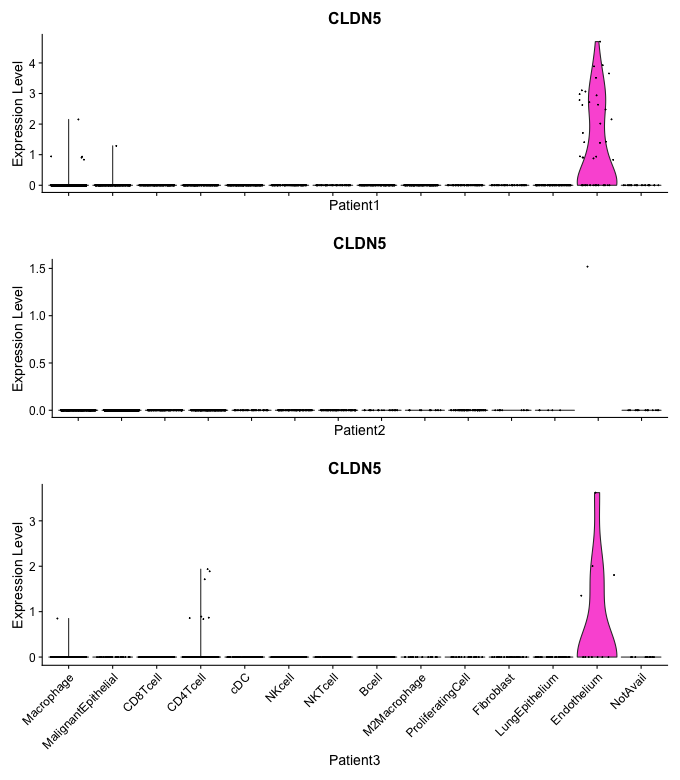 CLDN5
Expression Level
4
3
2
1
0
Patient1
CLDN5
Expression Level
1.5
1.0
0.5
0.0
Patient2
CLDN5
Expression Level
3
2
1
0
Macrophage
MalignantEpithelial
CD8Tcell
CD4Tcell
cDC
NKcell
NKTcell
Bcell
M2Macrophage
ProliferatingCell
Fibroblast
LungEpithelium
Endothelium
NotAvail
Patient3